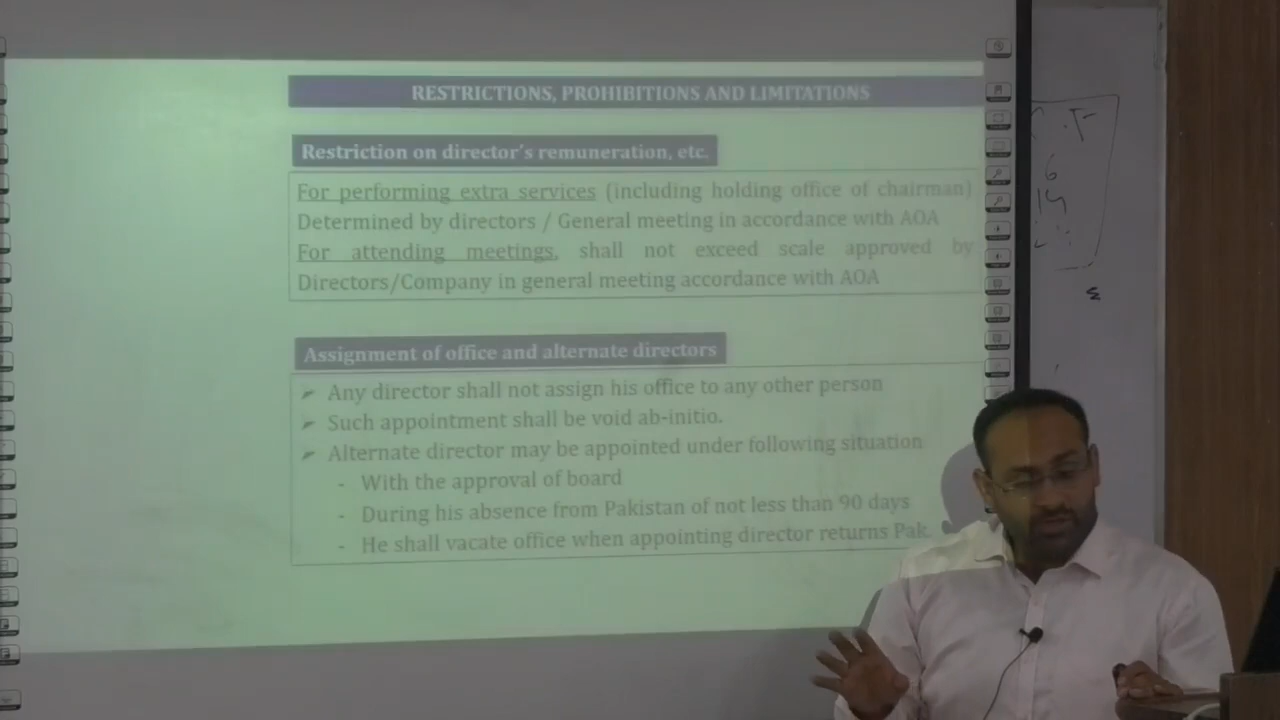 RESTRICTIONS, PROHIBITIONS AND LIMITATIONS
Restriction on director's remuneration, etc.
For performing extra services (including holding office of chairman)
Determined by directors / General meeting in accordance with AOA
For attending meetings, shall not exceed scale approved by
Directors/Company in general meeting accordance with AOA
Assignment of office and alternate directors
➤ Any director shall not assign his office to any other person
➤ Such appointment shall be void ab-initio.
➤ Alternate director may be appointed under following situation
- With the approval of board
- During his absence from Pakistan of not less than 90 days
- He shall vacate office when appointing director returns Pak.